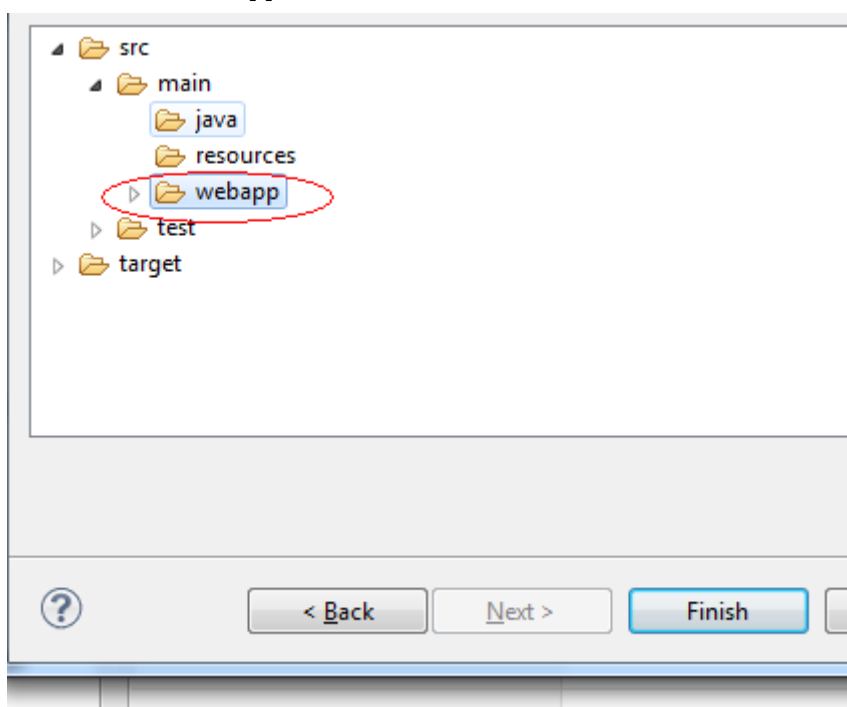 src
main
java
resources
webapp
test
target
?
< Back
Next >
Finish